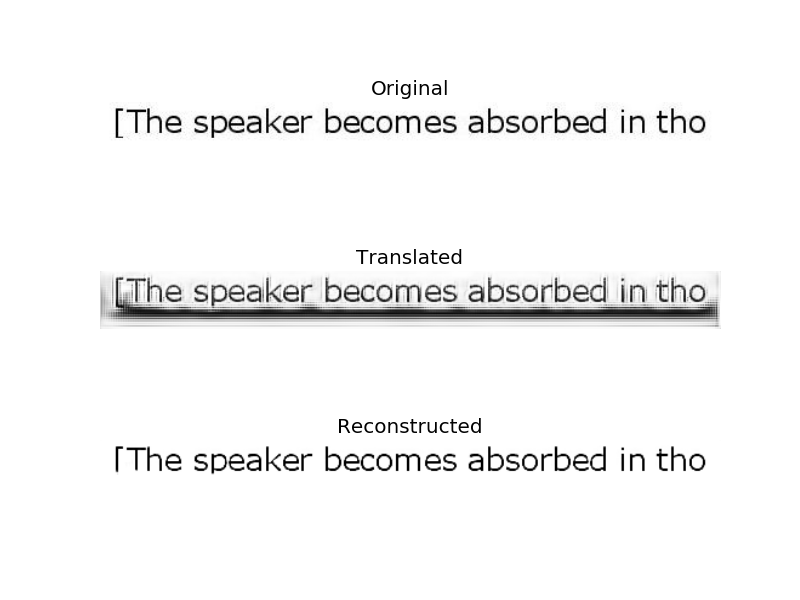 Original
[The speaker becomes absorbed in tho
Translated
[The speaker becomes absorbed in tho
Reconstructed
[The speaker becomes absorbed in tho